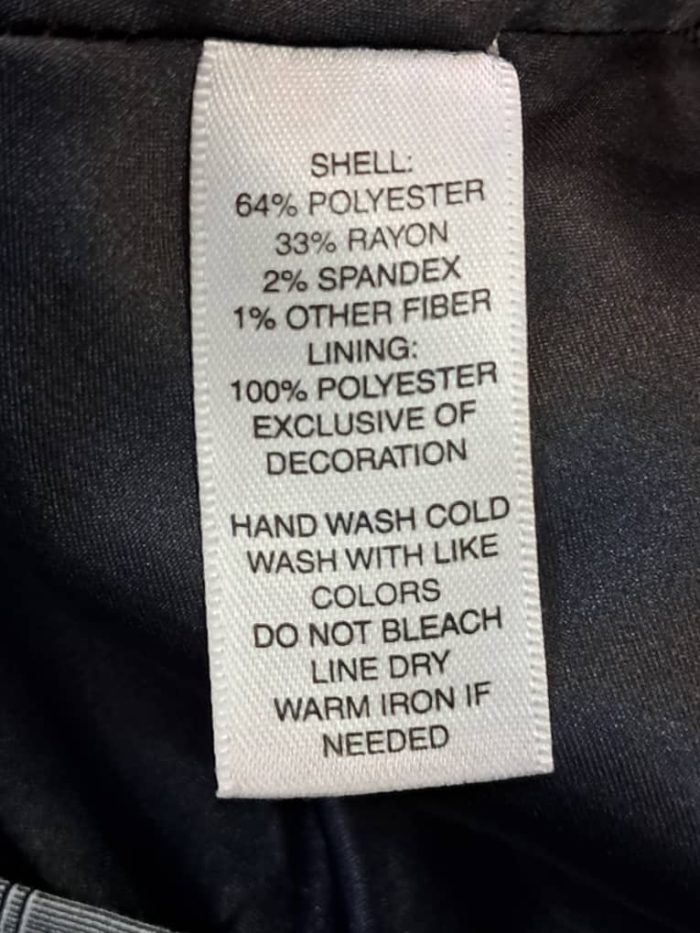 SHELL:
64% POLYESTER
33% RAYON
2% SPANDEX
1% OTHER FIBER
LINING:
100% POLYESTER
EXCLUSIVE OF
DECORATION
HAND WASH COLD
WASH WITH LIKE
COLORS
DO NOT BLEACH
LINE DRY
WARM IRON IF
NEEDED